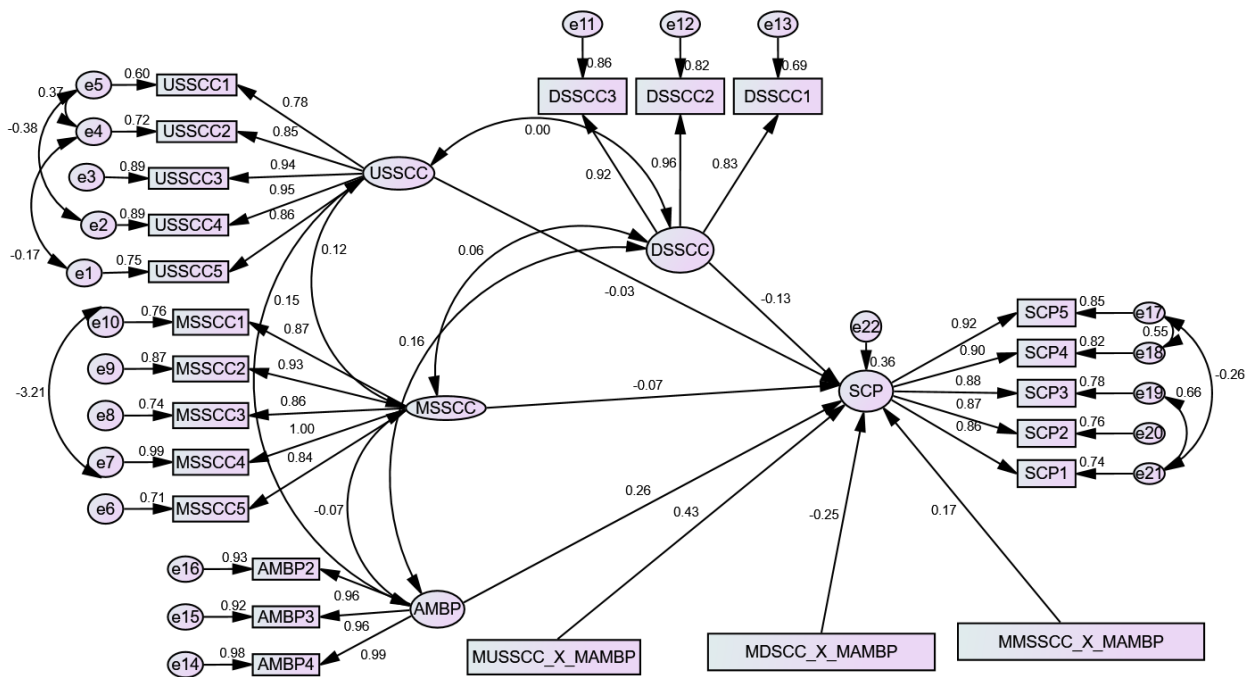 e11
e12
e13
0.86
0.82
0.69
DSSCC3
DSSCC2
DSSCC1
e5
0.60
USSCC1
0.37
0.78
-0.38
e4
0.72
USSCC2
0.85
0.00
0.92
0.96
0.83
e3
0.89
USSCC3
0.94
USSCC
0.95
e2
0.89
USSCC4
0.86
-0.17
e1
0.75
USSCC5
0.12
0.06
DSSCC
0.15
-0.03
-0.13
e10
0.76
MSSCC1
0.87
0.16
e22
0.36
e9
0.87
MSSCC2
0.93
-3.21
e8
0.74
MSSCC3
0.86
MSSCC
-0.07
SCP
1.00
e7
0.99
MSSCC4
0.84
e6
0.71
MSSCC5
-0.07
0.92
SCP5
0.85
e17
0.55
0.90
SCP4
0.82
e18
-0.26
0.88
SCP3
0.78
e19
0.66
0.87
SCP2
0.76
e20
0.86
SCP1
0.74
e21
0.26
0.43
-0.25
0.17
e16
0.93
AMBP2
0.96
e15
0.92
AMBP3
0.96
AMBP
e14
0.98
AMBP4
0.99
MUSSCC_X_MAMBP
MDSCC_X_MAMBP
MMSSCC_X_MAMBP